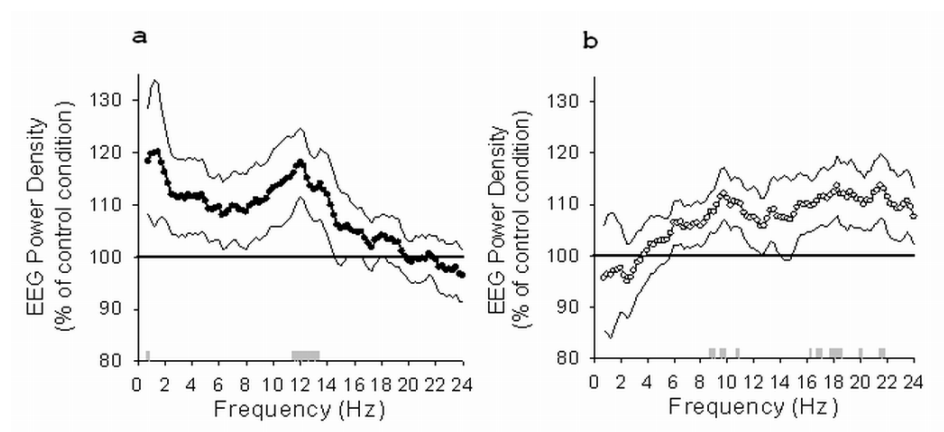 a
EEG Power Density
(% of control condition)
130
120
110
100
90
80
0 2 4 6 8 10 12 14 16 18 20 22 24
Frequency (Hz)
b
EEG Power Density
(% of control condition)
130
120
110
100
90
80
0 2 4 6 8 10 12 14 16 18 20 22 24
Frequency (Hz)